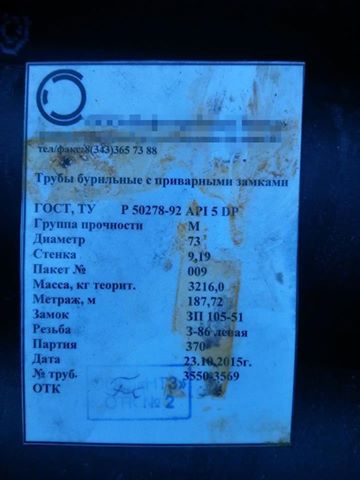 тел/факс:8(343)365 73 88
Трубы бурильные с приварными замками
ГОСТ, ТУ Р 50278-92 API 5 DP
Группа прочности М
Диаметр 73
Стенка 9,19
Пакет № 009
Масса, кг теорит. 3216,0
Метраж, м 187,72
Замок ЗП 105-51
Резьба З-86 левая
Партия 370
Дата 23.10.2015г.
№ труб. 3550-3569
ОТК
ОТК № 2